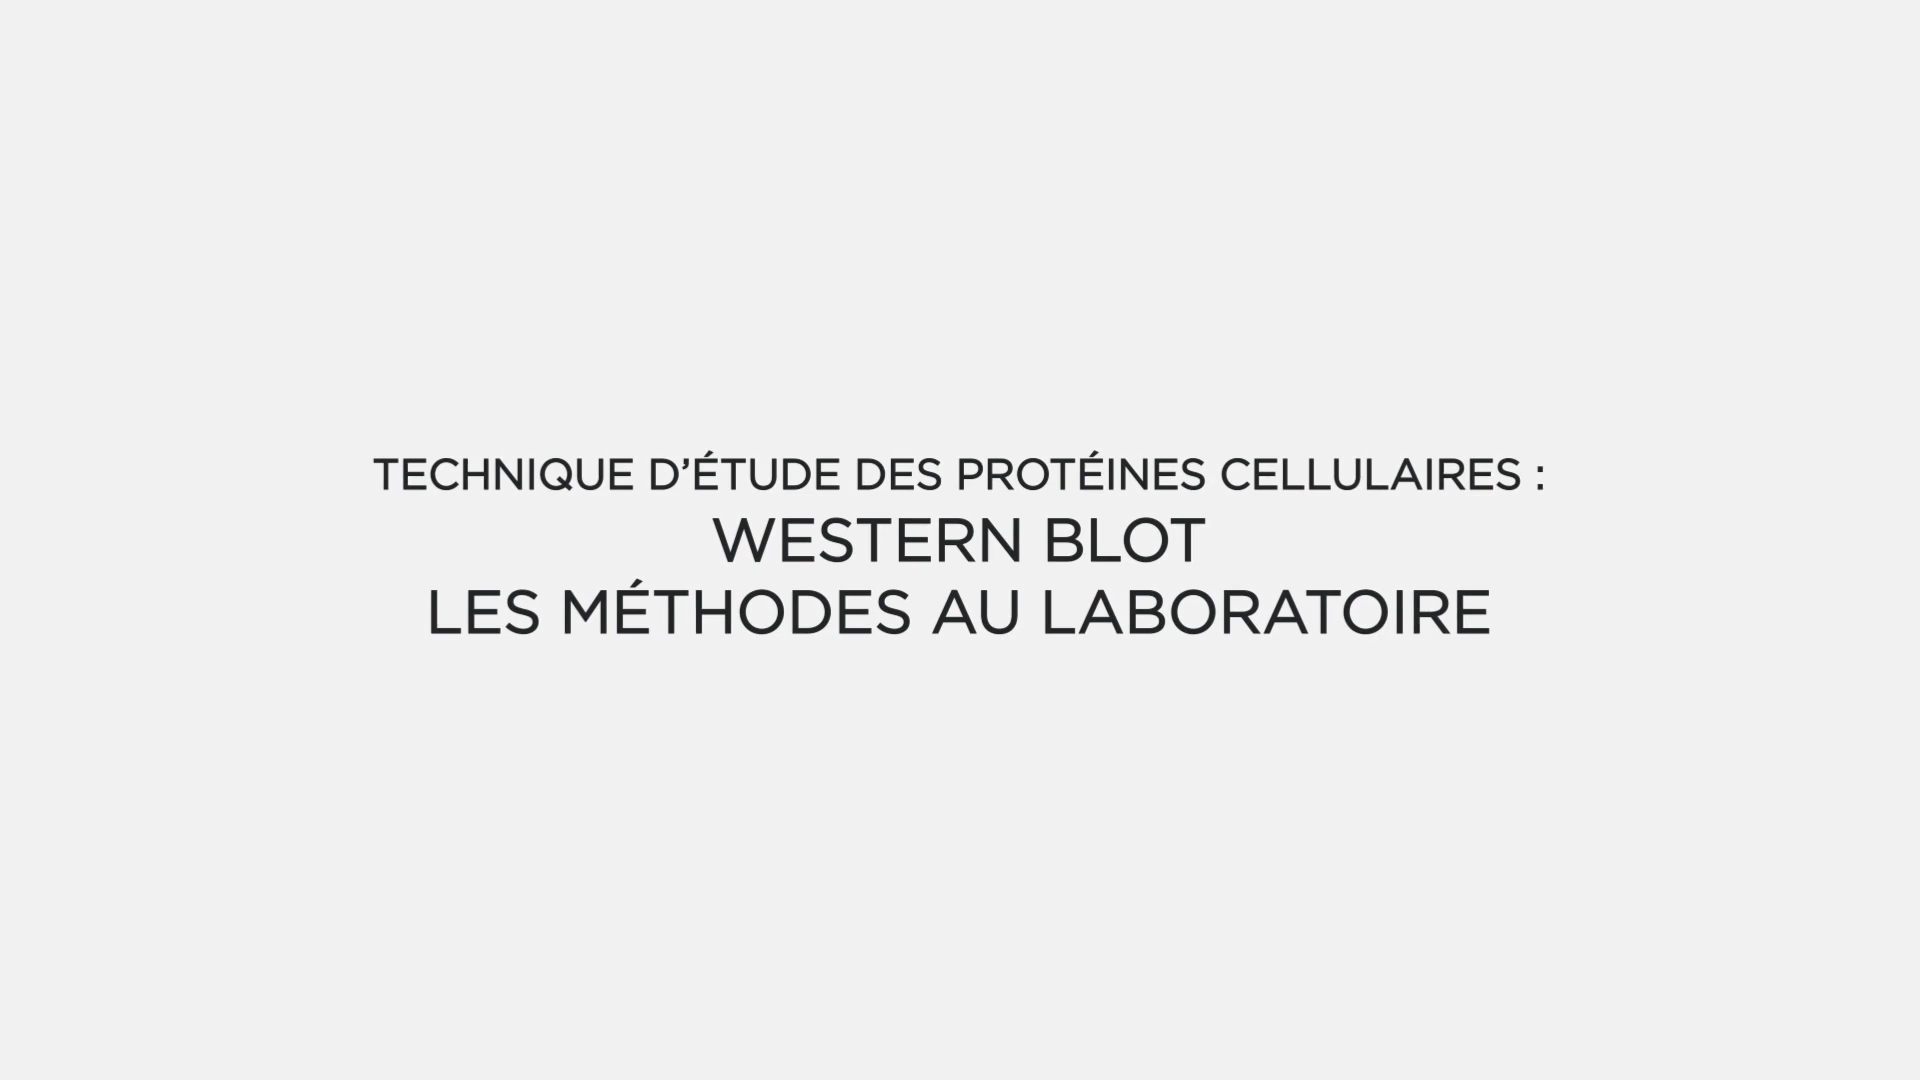 TECHNIQUE D’ÉTUDE DES PROTÉINES CELLULAIRES :
WESTERN BLOT
LES MÉTHODES AU LABORATOIRE